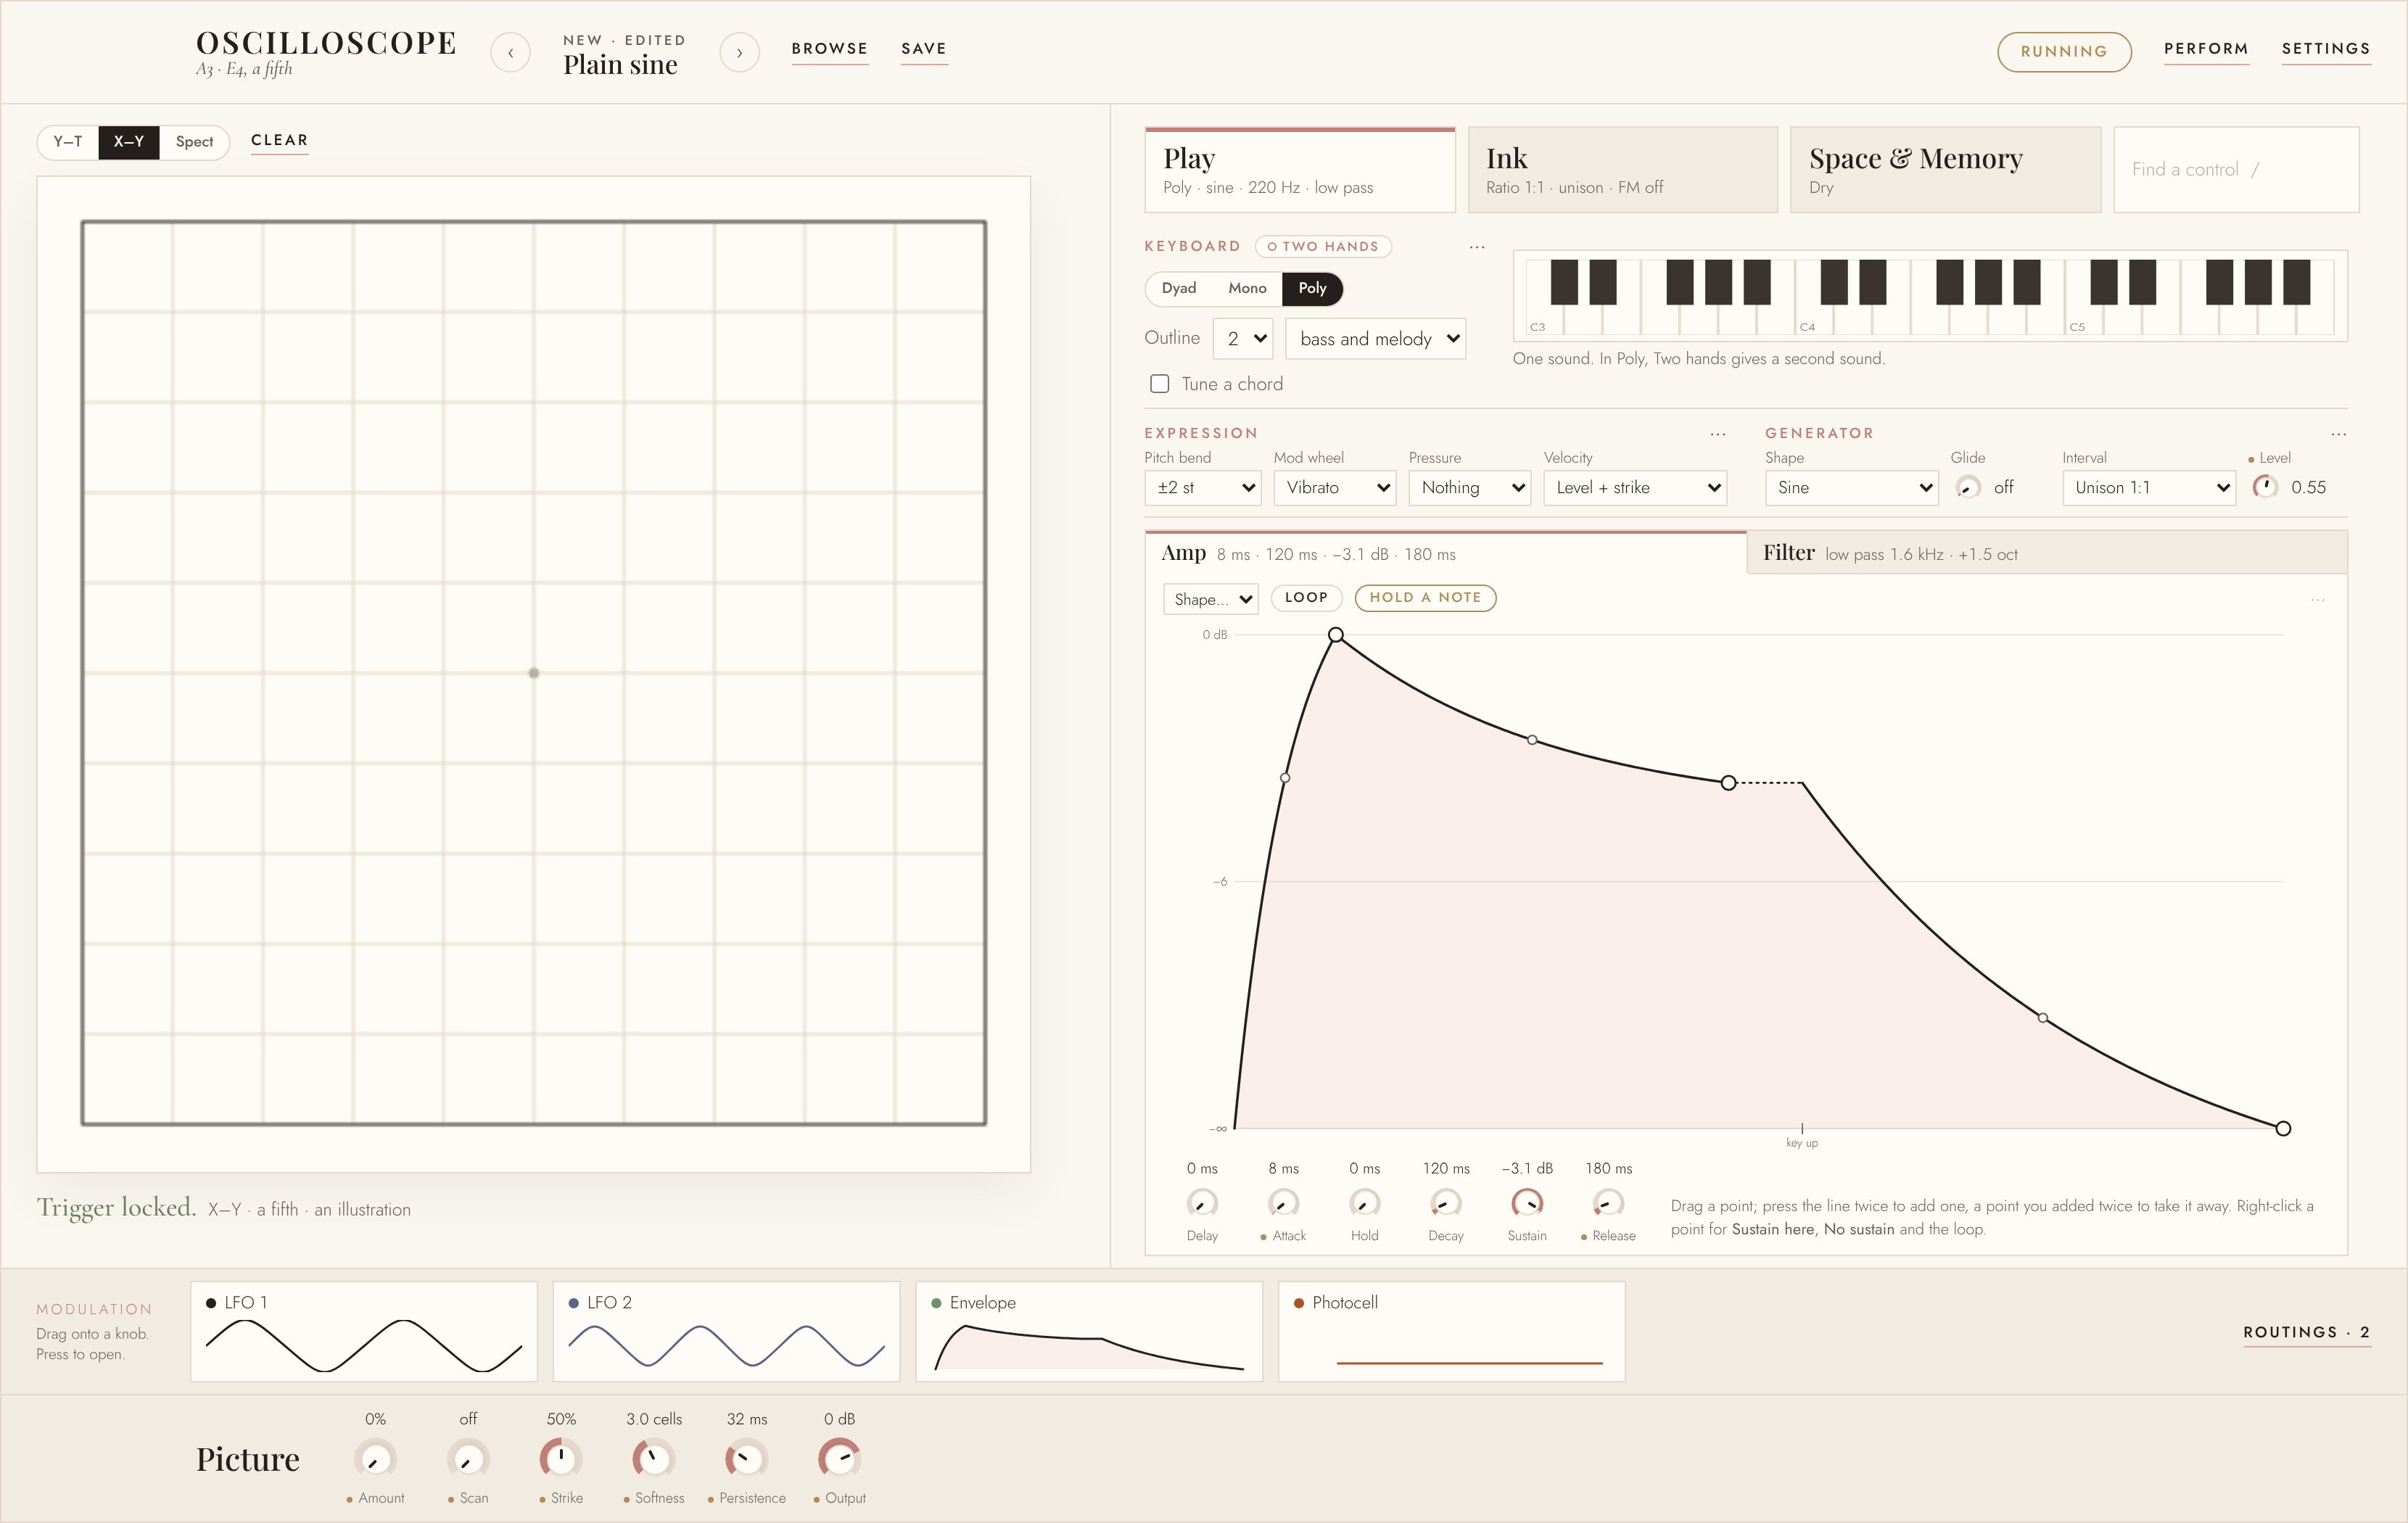 OSCILLOSCOPE
A3 · E4, a fifth
‹
NEW · EDITED
Plain sine
›
BROWSE
SAVE
RUNNING
PERFORM
SETTINGS
Y–T
X–Y
Spect
CLEAR
Trigger locked. X–Y · a fifth · an illustration
Play
Poly · sine · 220 Hz · low pass
Ink
Ratio 1:1 · unison · FM off
Space & Memory
Dry
Find a control /
KEYBOARD
TWO HANDS
...
Dyad
Mono
Poly
Outline
2
bass and melody
Tune a chord
C3
C4
C5
One sound. In Poly, Two hands gives a second sound.
EXPRESSION
...
Pitch bend
Mod wheel
Pressure
Velocity
±2 st
Vibrato
Nothing
Level + strike
GENERATOR
...
Shape
Glide
Interval
Level
Sine
off
Unison 1:1
0.55
Amp 8 ms · 120 ms · −3.1 dB · 180 ms
Filter low pass 1.6 kHz · +1.5 oct
Shape...
LOOP
HOLD A NOTE
...
0 dB
−6
−∞
key up
0 ms
8 ms
0 ms
120 ms
−3.1 dB
180 ms
Delay
Attack
Hold
Decay
Sustain
Release
Drag a point; press the line twice to add one, a point you added twice to take it away. Right-click a
point for Sustain here, No sustain and the loop.
MODULATION
Drag onto a knob.
Press to open.
LFO 1
LFO 2
Envelope
Photocell
ROUTINGS · 2
Picture
0%
off
50%
3.0 cells
32 ms
0 dB
Amount
Scan
Strike
Softness
Persistence
Output